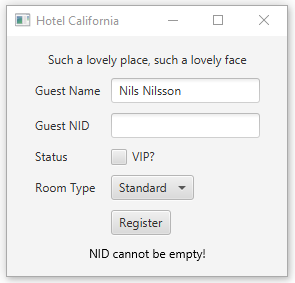 Hotel California
Such a lovely place, such a lovely face
Guest Name Nils Nilsson
Guest NID
Status VIP?
Room Type Standard
Register
NID cannot be empty!